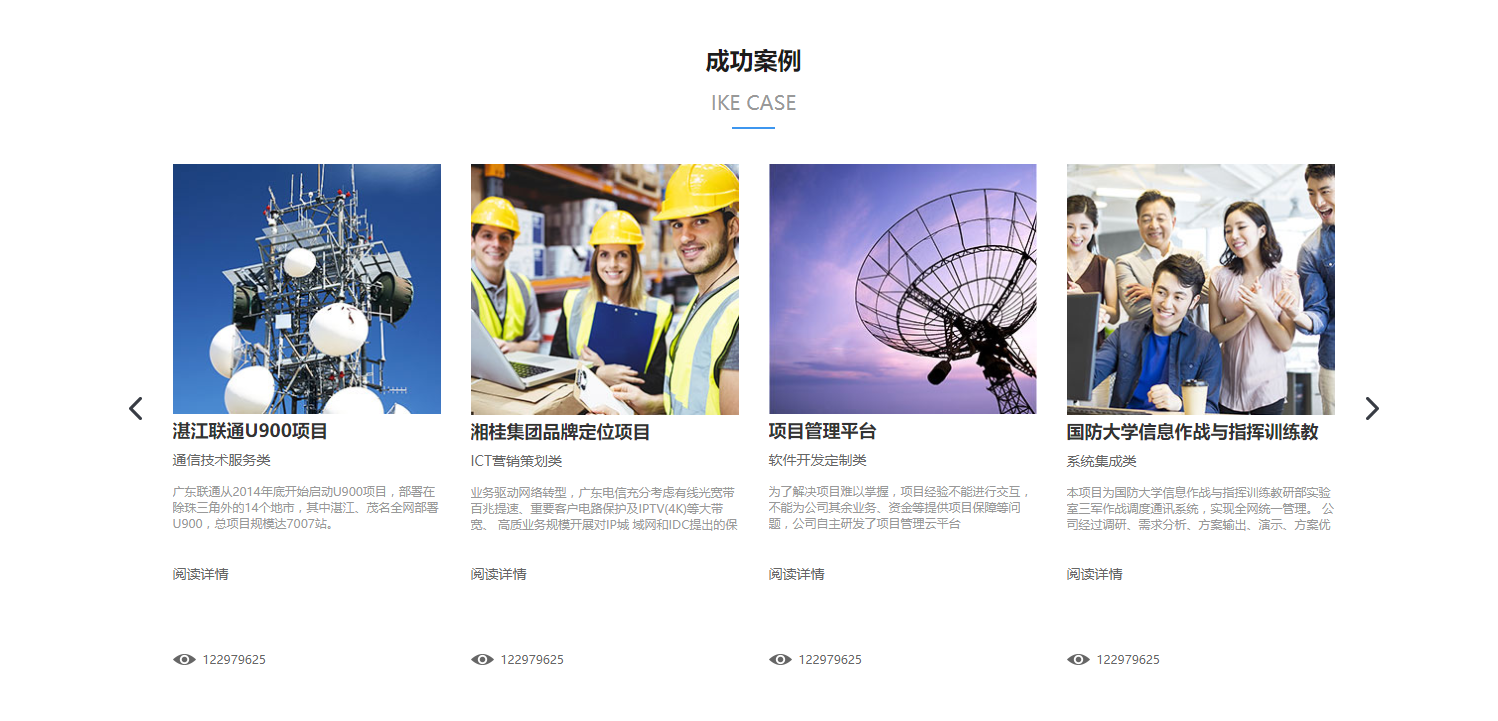 成功案例
IKE CASE
湛江联通U900项目
通信技术服务类
广东联通从2014年底开始启动U900项目，部署在
除珠三角外的14个地市，其中湛江、茂名全网部署
U900，总项目规模达7007站。
阅读详情
122979625
湘桂集团品牌定位项目
ICT营销策划类
业务驱动网络转型，广东电信充分考虑有线光宽带
百兆提速、重要客户电路保护及IPTV(4K)等大带
宽、 高质业务规模开展对IP城 域网和IDC提出的保
阅读详情
122979625
项目管理平台
软件开发定制类
为了解决项目难以掌握，项目经验不能进行交互，
不能为公司其余业务、资金等提供项目保障等问
题，公司自主研发了项目管理云平台
阅读详情
122979625
国防大学信息作战与指挥训练教
系统集成类
本项目为国防大学信息作战与指挥训练教研部实验
室三军作战调度通讯系统，实现全网统一管理。 公
司经过调研、需求分析、方案输出、演示、方案优
阅读详情
122979625